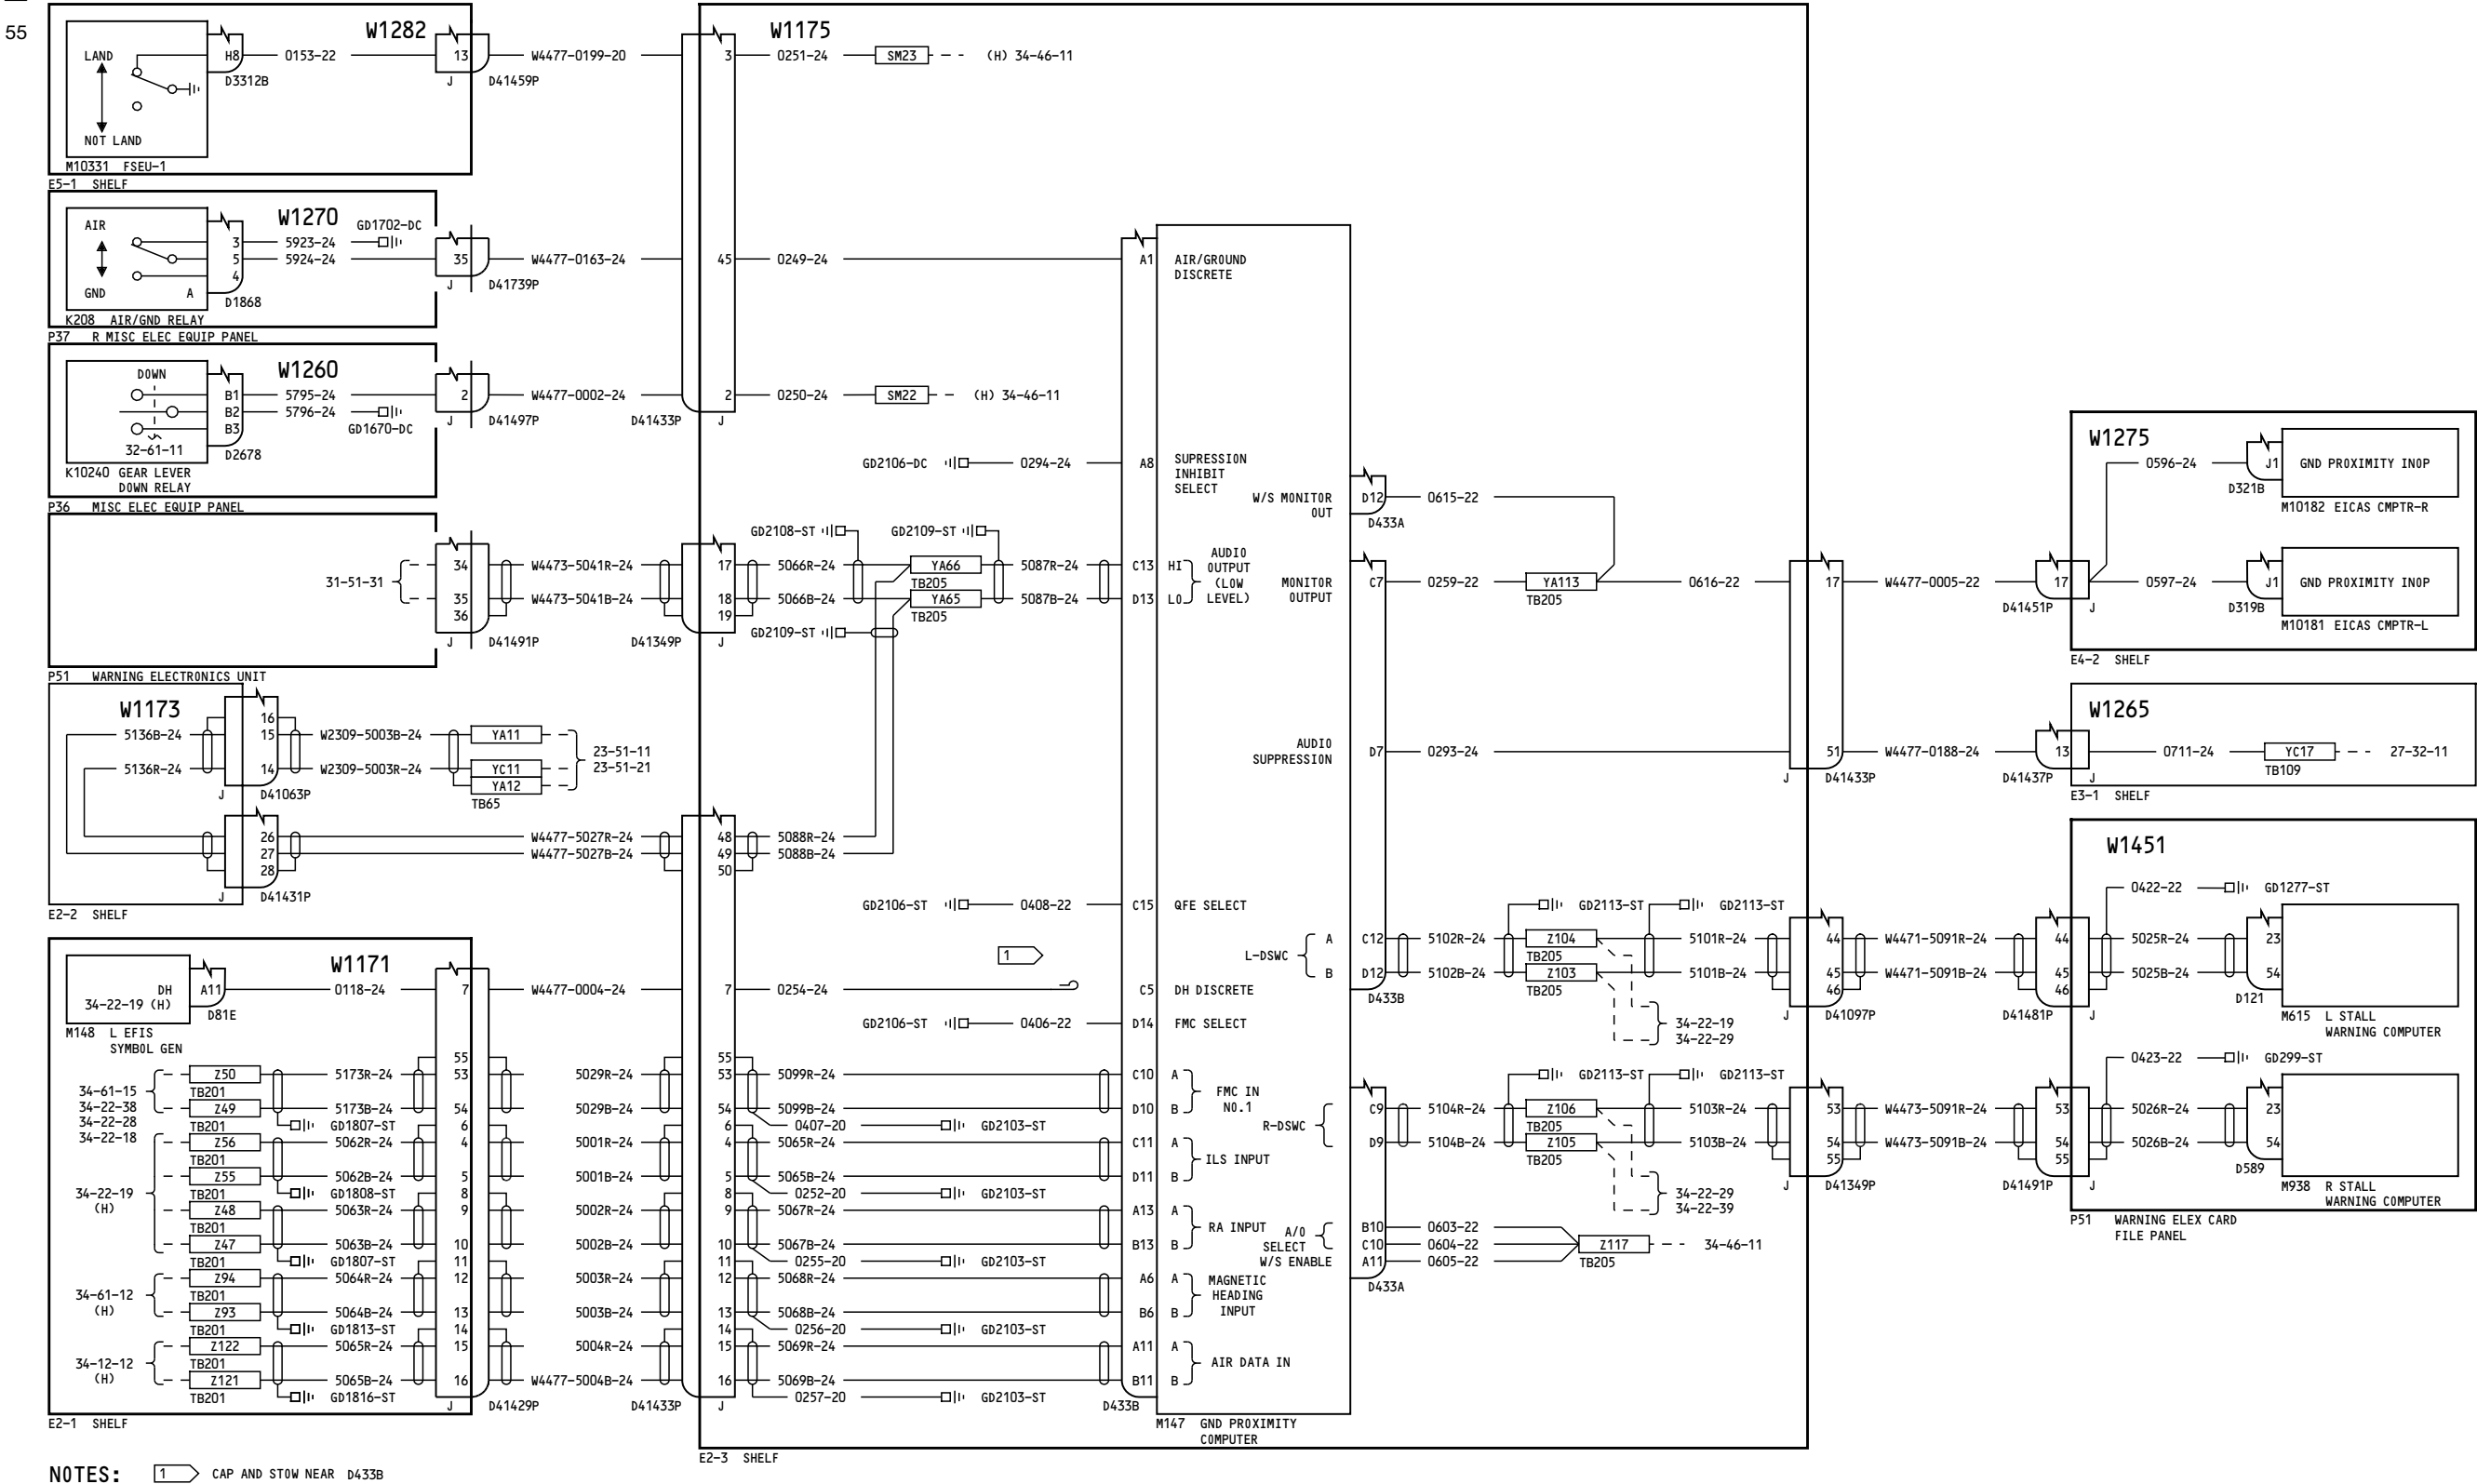 55
W1282
LAND
NOT LAND
H8
D3312B
0153-22
13
J
D41459P
W4477-0199-20
M10331 FSEU-1
E5-1 SHELF
W1270
AIR
GND
A
3
5
4
D1868
5923-24
GD1702-DC
5924-24
35
J
D41739P
W4477-0163-24
K208 AIR/GND RELAY
P37 R MISC ELEC EQUIP PANEL
W1260
DOWN
32-61-11
B1
B2
B3
D2678
5795-24
5796-24
GD1670-DC
2
J
D41497P
W4477-0002-24
K10240 GEAR LEVER
DOWN RELAY
P36 MISC ELEC EQUIP PANEL
31-51-31
34
35
36
J
D41491P
W4473-5041R-24
W4473-5041B-24
P51 WARNING ELECTRONICS UNIT
W1173
5136B-24
5136R-24
16
15
14
J
D41063P
W2309-5003B-24
W2309-5003R-24
YA11
YC11
YA12
TB65
23-51-11
23-51-21
26
27
28
J
D41431P
W4477-5027R-24
W4477-5027B-24
E2-2 SHELF
W1171
DH
34-22-19 (H)
A11
D81E
M148 L EFIS
SYMBOL GEN
0118-24
7
W4477-0004-24
34-61-15
34-22-38
34-22-28
34-22-18
Z50
TB201
5173R-24
55
53
5029R-24
Z49
TB201
5173B-24
54
5029B-24
GD1807-ST
6
34-22-19
(H)
Z56
TB201
5062R-24
4
5001R-24
Z55
TB201
5062B-24
5
5001B-24
GD1808-ST
8
Z48
TB201
5063R-24
9
5002R-24
Z47
TB201
5063B-24
10
5002B-24
GD1807-ST
11
34-61-12
(H)
Z94
TB201
5064R-24
12
5003R-24
Z93
TB201
5064B-24
13
5003B-24
GD1813-ST
14
34-12-12
(H)
Z122
TB201
5065R-24
15
5004R-24
Z121
TB201
5065B-24
16
W4477-5004B-24
GD1816-ST
J
D41429P
E2-1 SHELF
W1175
3
0251-24
SM23
(H) 34-46-11
45
0249-24
2
0250-24
SM22
(H) 34-46-11
D41433P
J
GD2106-DC
0294-24
GD2108-ST
GD2109-ST
17
5066R-24
YA66
TB205
5087R-24
18
5066B-24
YA65
TB205
5087B-24
19
GD2109-ST
D41349P
J
48
5088R-24
49
5088B-24
50
GD2106-ST
0408-22
1
7
0254-24
GD2106-ST
0406-22
55
53
5099R-24
54
5099B-24
6
0407-20
GD2103-ST
4
5065R-24
5
5065B-24
8
0252-20
GD2103-ST
9
5067R-24
10
5067B-24
11
0255-20
GD2103-ST
12
5068R-24
13
5068B-24
14
0256-20
GD2103-ST
15
5069R-24
16
5069B-24
0257-20
GD2103-ST
D41433P
J
A1
AIR/GROUND
DISCRETE
A8
SUPRESSION
INHIBIT
SELECT
C13
HI
D13
LO
AUDIO
OUTPUT
(LOW
LEVEL)
C15
QFE SELECT
C5
DH DISCRETE
D14
FMC SELECT
C10
A
D10
B
FMC IN
NO.1
C11
A
D11
B
ILS INPUT
A13
A
B13
B
RA INPUT
A6
A
B6
B
MAGNETIC
HEADING
INPUT
A11
A
B11
B
AIR DATA IN
D433B
M147 GND PROXIMITY
COMPUTER
E2-3 SHELF
W/S MONITOR
OUT
D12
D433A
0615-22
MONITOR
OUTPUT
C7
0259-22
YA113
TB205
0616-22
AUDIO
SUPPRESSION
D7
0293-24
L-DSWC
A
B
C12
D12
D433B
5102R-24
5102B-24
GD2113-ST
GD2113-ST
Z104
TB205
Z103
TB205
5101R-24
5101B-24
34-22-19
34-22-29
R-DSWC
C9
D9
5104R-24
5104B-24
GD2113-ST
GD2113-ST
Z106
TB205
Z105
TB205
5103R-24
5103B-24
34-22-29
34-22-39
A/O
SELECT
W/S ENABLE
B10
C10
A11
D433A
0603-22
0604-22
0605-22
Z117
TB205
34-46-11
17
W4477-0005-22
51
W4477-0188-24
J
D41433P
44
45
46
J
D41097P
W4471-5091R-24
W4471-5091B-24
53
54
55
J
D41349P
W4473-5091R-24
W4473-5091B-24
W1275
17
D41451P
J
0596-24
J1
D321B
GND PROXIMITY INOP
M10182 EICAS CMPTR-R
0597-24
J1
D319B
GND PROXIMITY INOP
M10181 EICAS CMPTR-L
E4-2 SHELF
W1265
13
D41437P
J
0711-24
YC17
TB109
27-32-11
E3-1 SHELF
W1451
0422-22
GD1277-ST
44
45
46
D41481P
J
5025R-24
5025B-24
23
54
D121
M615 L STALL
WARNING COMPUTER
0423-22
GD299-ST
53
54
55
D41491P
J
5026R-24
5026B-24
23
54
D589
M938 R STALL
WARNING COMPUTER
P51 WARNING ELEX CARD
FILE PANEL
NOTES:
1 CAP AND STOW NEAR D433B